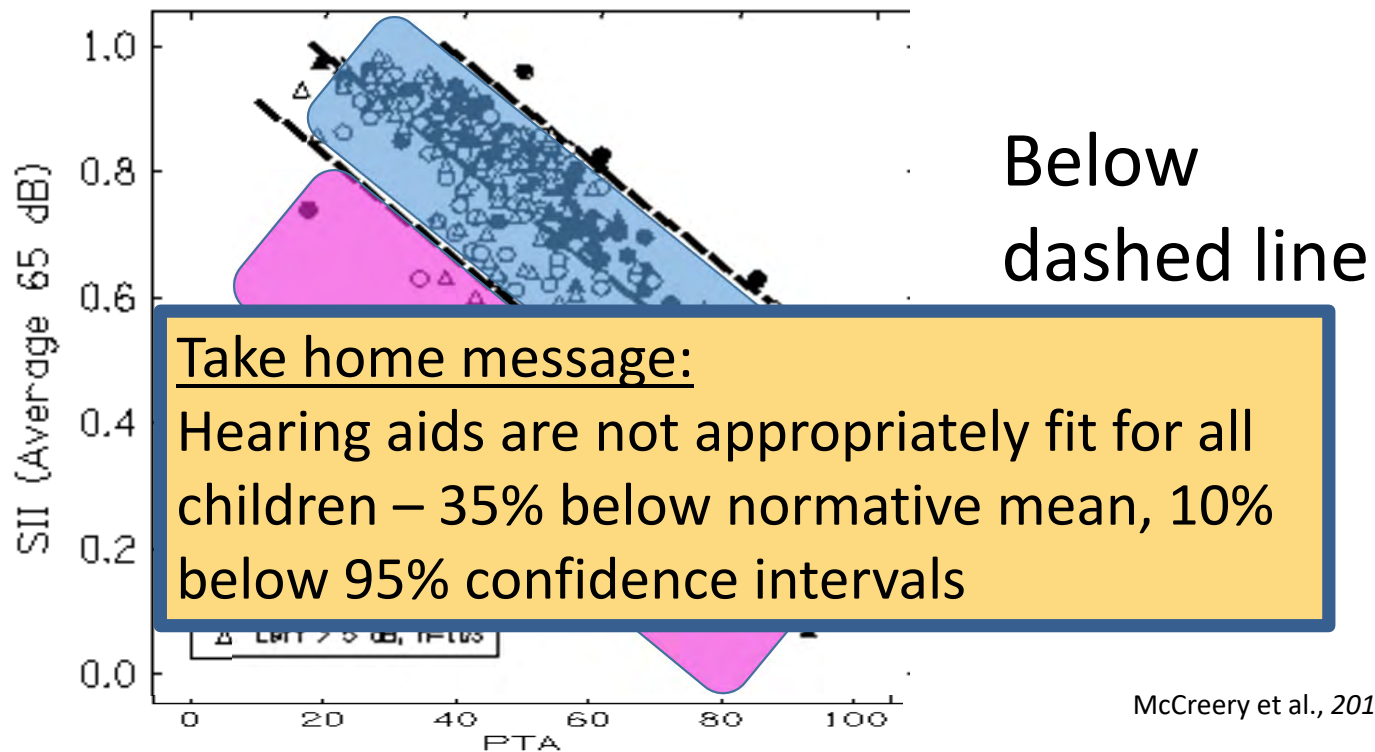 Below
dashed line
1.0
0.8
0.6
0.4
0.2
0.0
SII (Average 65 dB)
Take home message:
Hearing aids are not appropriately fit for all
children – 35% below normative mean, 10%
below 95% confidence intervals
0
20
40
60
80
100
PTA
McCreery et al., 201